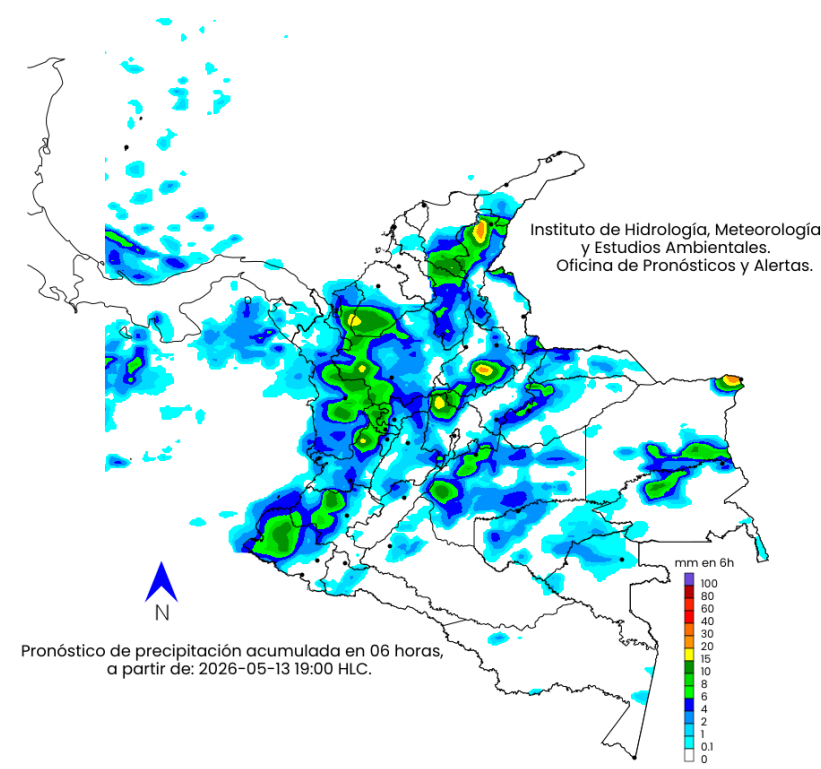 Instituto de Hidrología, Meteorología
y Estudios Ambientales.
Oficina de Pronósticos y Alertas.
N
Pronóstico de precipitación acumulada en 06 horas,
a partir de: 2026-05-13 19:00 HLC.
mm en 6h
100
80
60
40
30
20
15
10
8
6
4
2
1
0.1
0